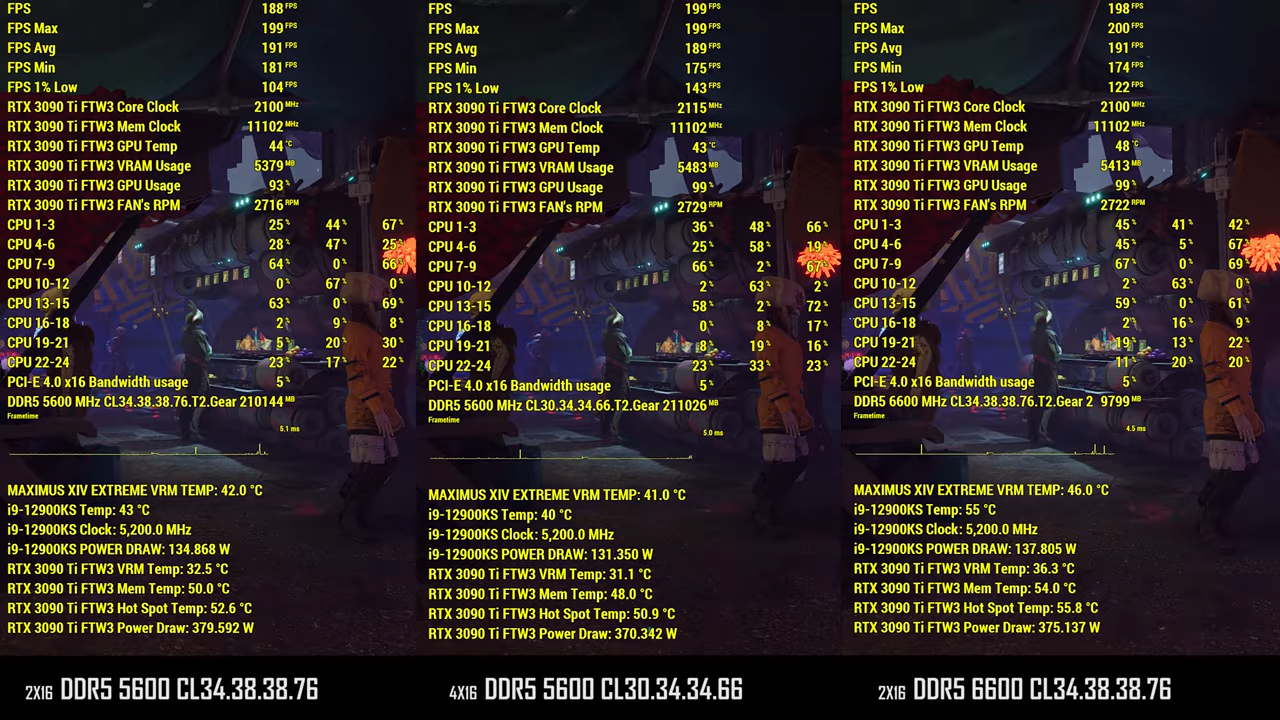 FPS 188 FPS
FPS Max 199 FPS
FPS Avg 191 FPS
FPS Min 181 FPS
FPS 1% Low 104 FPS
RTX 3090 Ti FTW3 Core Clock 2100 MHz
RTX 3090 Ti FTW3 Mem Clock 11102 MHz
RTX 3090 Ti FTW3 GPU Temp 44 °C
RTX 3090 Ti FTW3 VRAM Usage 5379 MB
RTX 3090 Ti FTW3 GPU Usage 93 %
RTX 3090 Ti FTW3 FAN's RPM 2716 RPM
CPU 1-3 25 % 44 % 67 %
CPU 4-6 28 % 47 % 25 %
CPU 7-9 64 % 0 % 66 %
CPU 10-12 0 % 67 % 0 %
CPU 13-15 63 % 0 % 69 %
CPU 16-18 2 % 9 % 8 %
CPU 19-21 5 % 20 % 30 %
CPU 22-24 23 % 17 % 22 %
PCI-E 4.0 x16 Bandwidth usage 5 %
DDR5 5600 MHz CL34.38.38.76.T2.Gear 210144 MB
Frametime
5.1 ms
MAXIMUS XIV EXTREME VRM TEMP: 42.0 °C
i9-12900KS Temp: 43 °C
i9-12900KS Clock: 5,200.0 MHz
i9-12900KS POWER DRAW: 134.868 W
RTX 3090 Ti FTW3 VRM Temp: 32.5 °C
RTX 3090 Ti FTW3 Mem Temp: 50.0 °C
RTX 3090 Ti FTW3 Hot Spot Temp: 52.6 °C
RTX 3090 Ti FTW3 Power Draw: 379.592 W
2X16 DDR5 5600 CL34.38.38.76
FPS 199 FPS
FPS Max 199 FPS
FPS Avg 189 FPS
FPS Min 175 FPS
FPS 1% Low 143 FPS
RTX 3090 Ti FTW3 Core Clock 2115 MHz
RTX 3090 Ti FTW3 Mem Clock 11102 MHz
RTX 3090 Ti FTW3 GPU Temp 43 °C
RTX 3090 Ti FTW3 VRAM Usage 5483 MB
RTX 3090 Ti FTW3 GPU Usage 99 %
RTX 3090 Ti FTW3 FAN's RPM 2729 RPM
CPU 1-3 36 % 48 % 66 %
CPU 4-6 25 % 58 % 19 %
CPU 7-9 66 % 2 % 67 %
CPU 10-12 2 % 63 % 2 %
CPU 13-15 58 % 2 % 72 %
CPU 16-18 0 % 8 % 17 %
CPU 19-21 8 % 19 % 16 %
CPU 22-24 23 % 33 % 23 %
PCI-E 4.0 x16 Bandwidth usage 5 %
DDR5 5600 MHz CL30.34.34.66.T2.Gear 211026 MB
Frametime
5.0 ms
MAXIMUS XIV EXTREME VRM TEMP: 41.0 °C
i9-12900KS Temp: 40 °C
i9-12900KS Clock: 5,200.0 MHz
i9-12900KS POWER DRAW: 131.350 W
RTX 3090 Ti FTW3 VRM Temp: 31.1 °C
RTX 3090 Ti FTW3 Mem Temp: 48.0 °C
RTX 3090 Ti FTW3 Hot Spot Temp: 50.9 °C
RTX 3090 Ti FTW3 Power Draw: 370.342 W
4X16 DDR5 5600 CL30.34.34.66
FPS 198 FPS
FPS Max 200 FPS
FPS Avg 191 FPS
FPS Min 174 FPS
FPS 1% Low 122 FPS
RTX 3090 Ti FTW3 Core Clock 2100 MHz
RTX 3090 Ti FTW3 Mem Clock 11102 MHz
RTX 3090 Ti FTW3 GPU Temp 48 °C
RTX 3090 Ti FTW3 VRAM Usage 5413 MB
RTX 3090 Ti FTW3 GPU Usage 99 %
RTX 3090 Ti FTW3 FAN's RPM 2722 RPM
CPU 1-3 45 % 41 % 42 %
CPU 4-6 45 % 5 % 67 %
CPU 7-9 67 % 0 % 69 %
CPU 10-12 2 % 63 % 0 %
CPU 13-15 59 % 0 % 61 %
CPU 16-18 2 % 16 % 9 %
CPU 19-21 19 % 13 % 22 %
CPU 22-24 11 % 20 % 20 %
PCI-E 4.0 x16 Bandwidth usage 5 %
DDR5 6600 MHz CL34.38.38.76.T2.Gear 2 9799 MB
Frametime
4.5 ms
MAXIMUS XIV EXTREME VRM TEMP: 46.0 °C
i9-12900KS Temp: 55 °C
i9-12900KS Clock: 5,200.0 MHz
i9-12900KS POWER DRAW: 137.805 W
RTX 3090 Ti FTW3 VRM Temp: 36.3 °C
RTX 3090 Ti FTW3 Mem Temp: 54.0 °C
RTX 3090 Ti FTW3 Hot Spot Temp: 55.8 °C
RTX 3090 Ti FTW3 Power Draw: 375.137 W
2X16 DDR5 6600 CL34.38.38.76